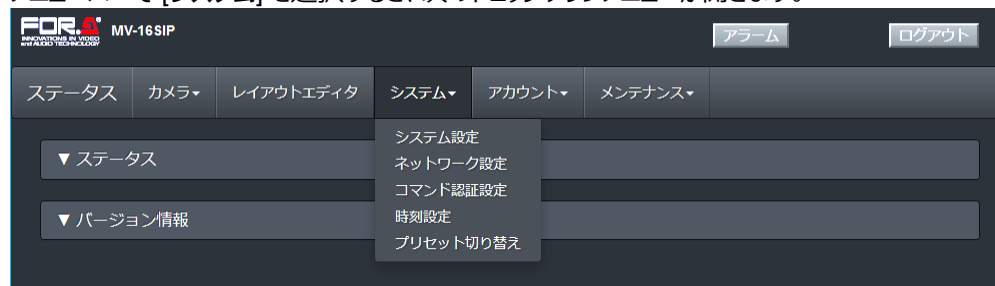 FOR.A MV-16SIP
INNOVATIONS IN VIDEO
and AUDIO TECHNOLOGY
アラーム ログアウト
ステータス カメラ▾ レイアウトエディタ システム▾ アカウント▾ メンテナンス▾
システム設定
ネットワーク設定
コマンド認証設定
時刻設定
プリセット切り替え
▼ ステータス
▼ バージョン情報